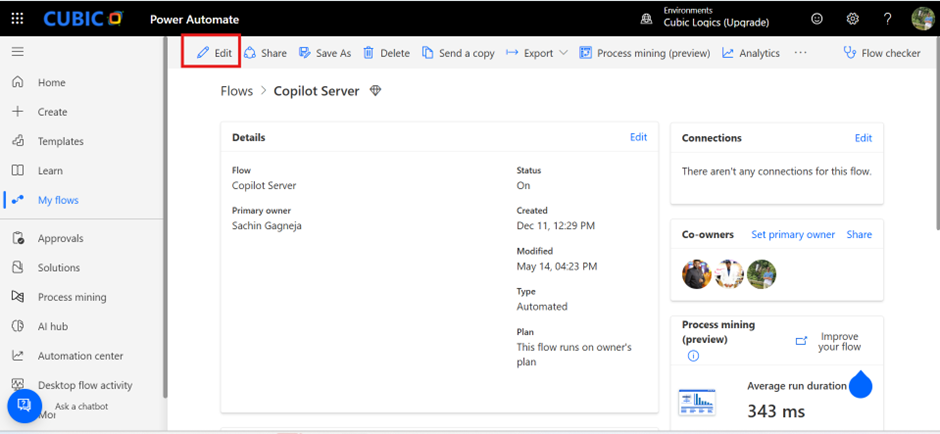 CUBIC
Power Automate
Environments
Cubic Logics (Upgrade)
Edit
Share
Save As
Delete
Send a copy
Export
Process mining (preview)
Analytics
...
Flow checker
Home
Create
Templates
Learn
My flows
Approvals
Solutions
Process mining
AI hub
Automation center
Desktop flow activity
Mor
Ask a chatbot
Flows > Copilot Server
Details
Edit
Flow
Copilot Server
Primary owner
Sachin Gagneja
Status
On
Created
Dec 11, 12:29 PM
Modified
May 14, 04:23 PM
Type
Automated
Plan
This flow runs on owner's
plan
Connections
Edit
There aren't any connections for this flow.
Co-owners
Set primary owner
Share
Process mining
(preview)
Improve
your flow
Average run duration
343 ms